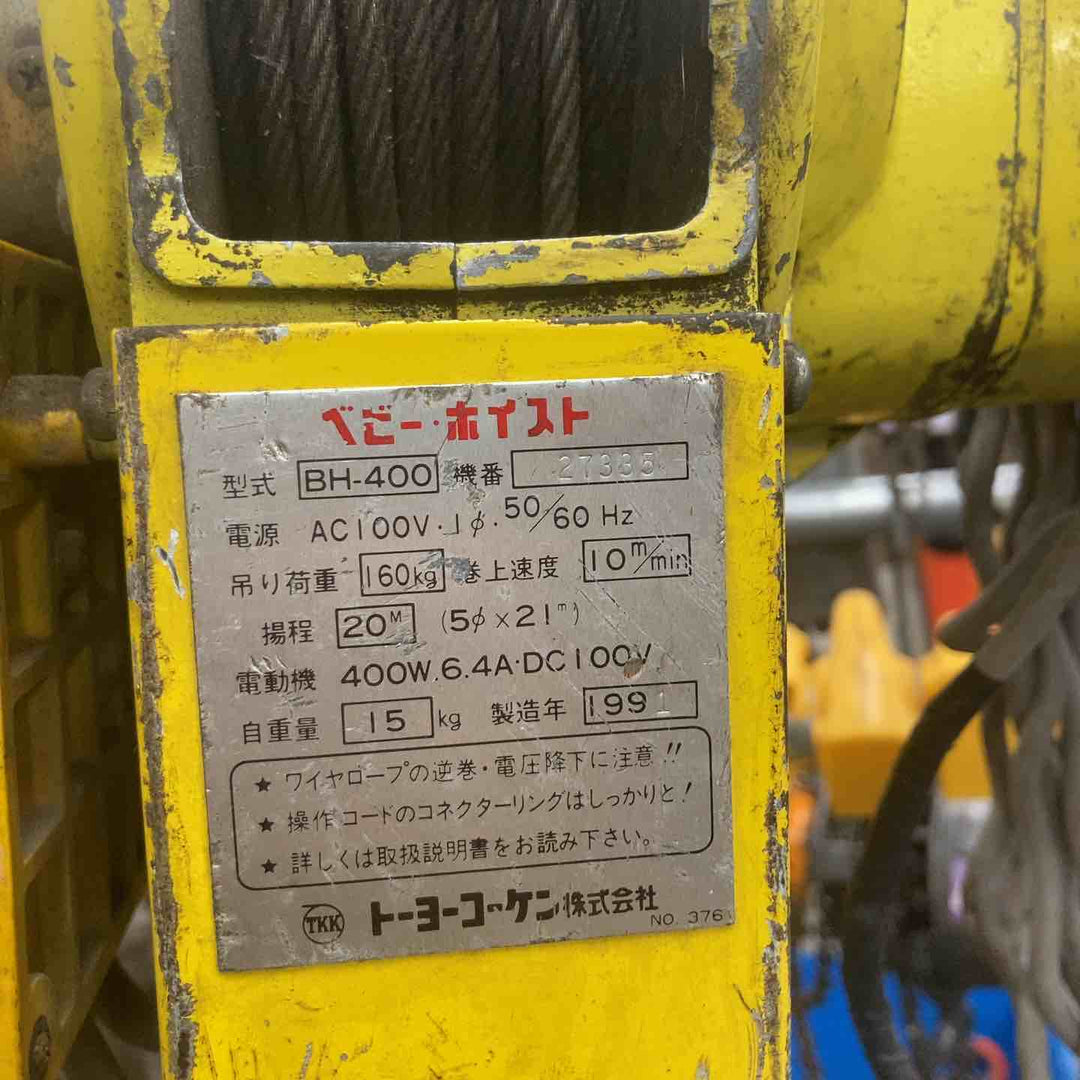 ベビー・ホイスト
型式 BH-400 機番 27335
電源 AC100V・1φ・50/60 Hz
吊り荷重 160kg 巻上速度 10m/min
揚程 20M (5φ×21m)
電動機 400W.6.4A・DC100V
自重量 15 kg 製造年 1991
★ ワイヤロープの逆巻・電圧降下に注意!!
★ 操作コードのコネクターリングはしっかりと!
★ 詳しくは取扱説明書をお読み下さい。
TKK トーヨーコーケン株式会社
NO. 376